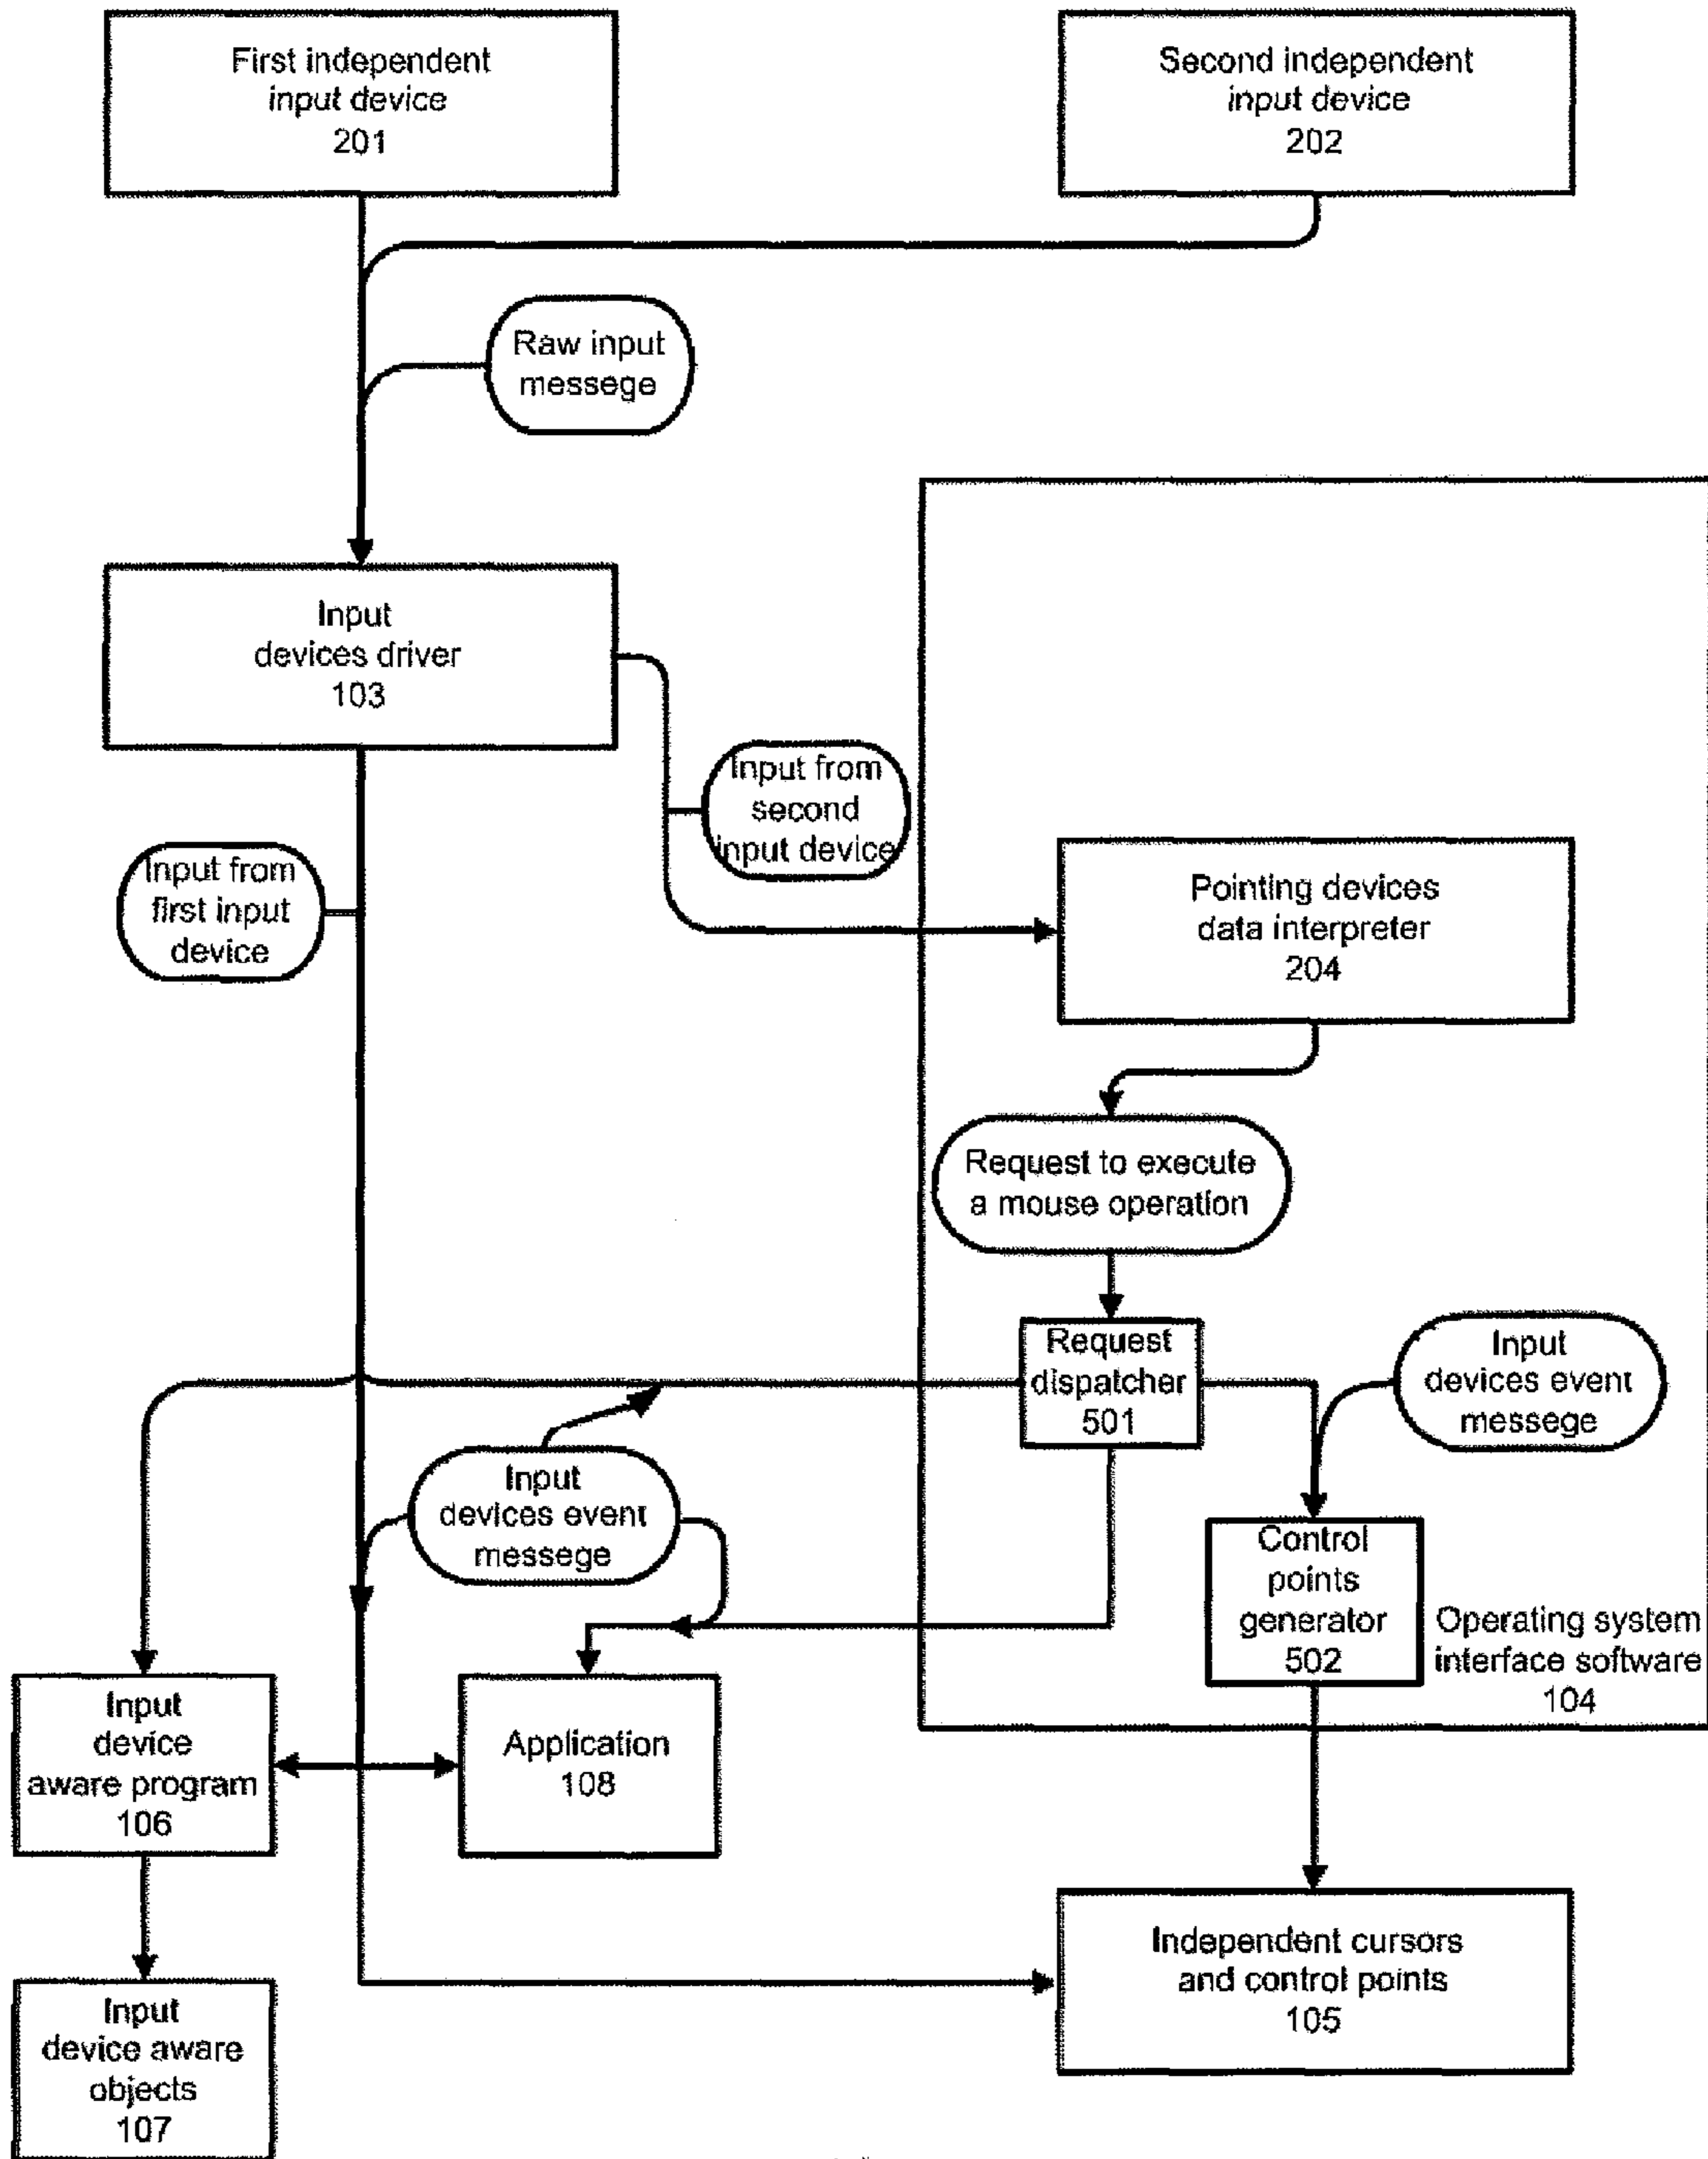 First independent
input device
201
Second independent
input device
202
Raw input
messege
Input
devices driver
103
Input from
second
input device
Input from
first input
device
Pointing devices
data interpreter
204
Request to execute
a mouse operation
Request
dispatcher
501
Input
devices event
messege
Input
devices event
messege
Control
points
generator
502
Operating system
interface software
104
Input
device
aware program
106
Application
108
Independent cursors
and control points
105
Input
device aware
objects
107